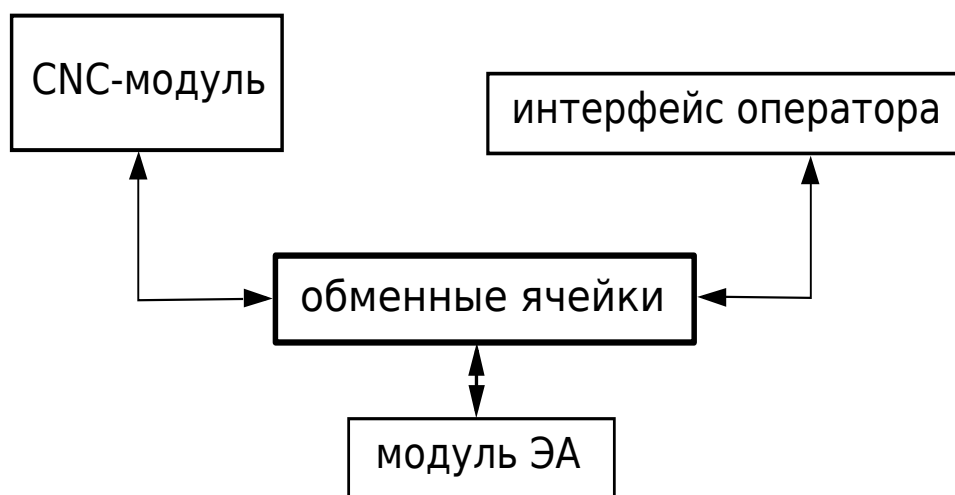 CNC-модуль
интерфейс оператора
обменные ячейки
модуль ЭА